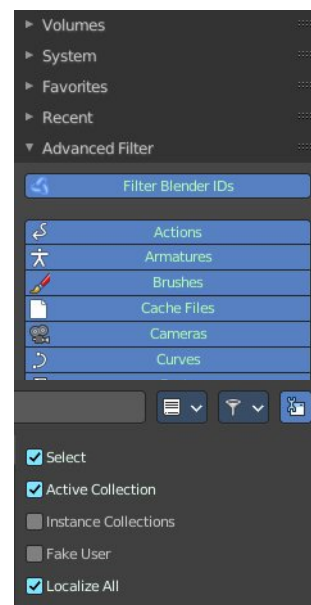 Volumes
System
Favorites
Recent
Advanced Filter
Filter Blender IDs
Actions
Armatures
Brushes
Cache Files
Cameras
Curves
Select
Active Collection
Instance Collections
Fake User
Localize All